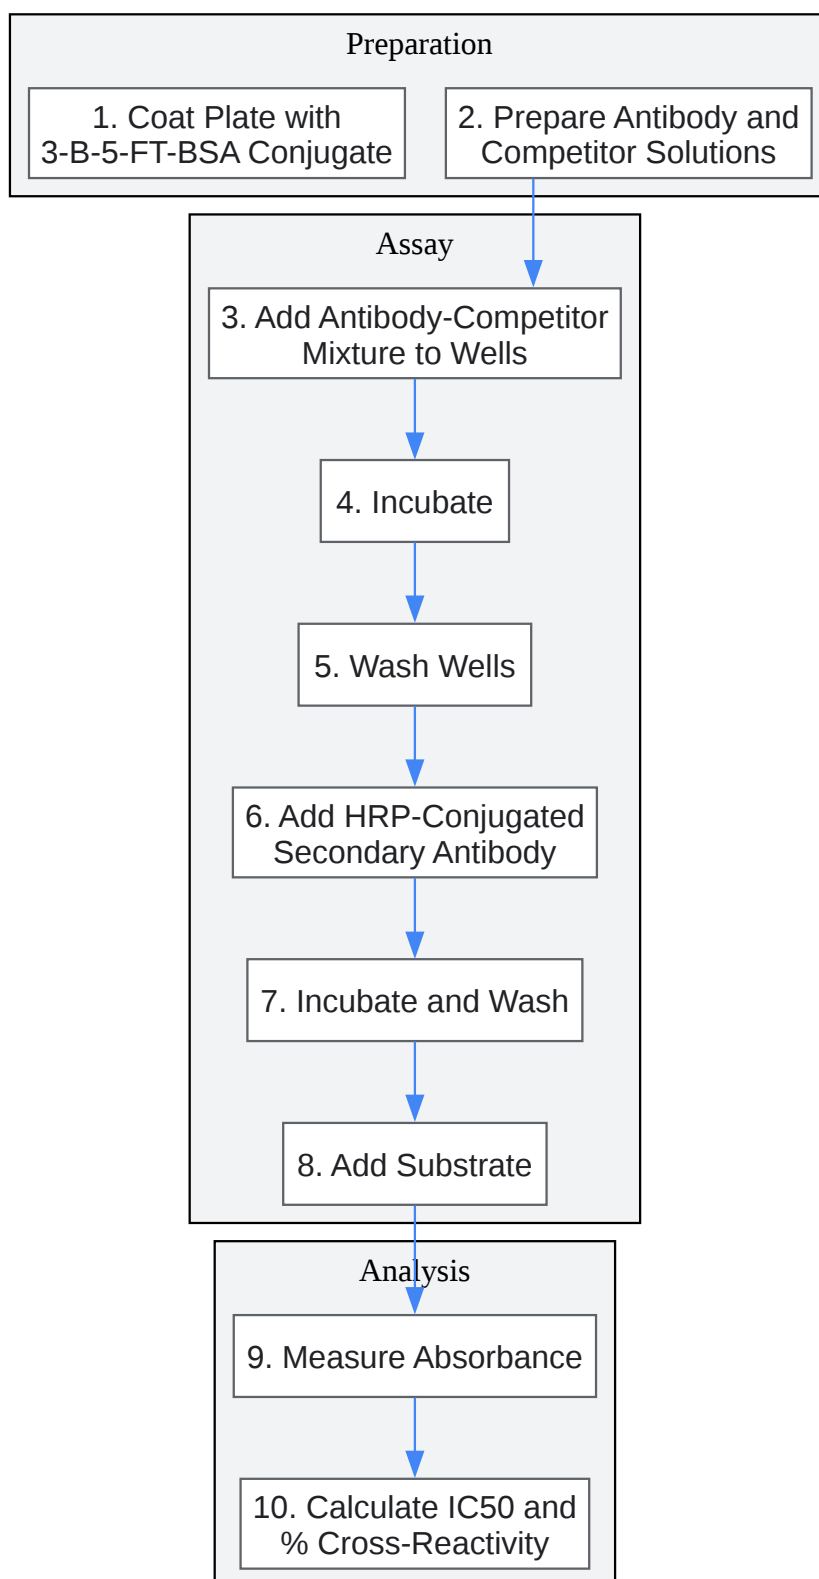 Preparation
1. Coat Plate with
3-B-5-FT-BSA Conjugate
2. Prepare Antibody and
Competitor Solutions
Assay
3. Add Antibody-Competitor
Mixture to Wells
4. Incubate
5. Wash Wells
6. Add HRP-Conjugated
Secondary Antibody
7. Incubate and Wash
8. Add Substrate
Analysis
9. Measure Absorbance
10. Calculate IC50 and
% Cross-Reactivity